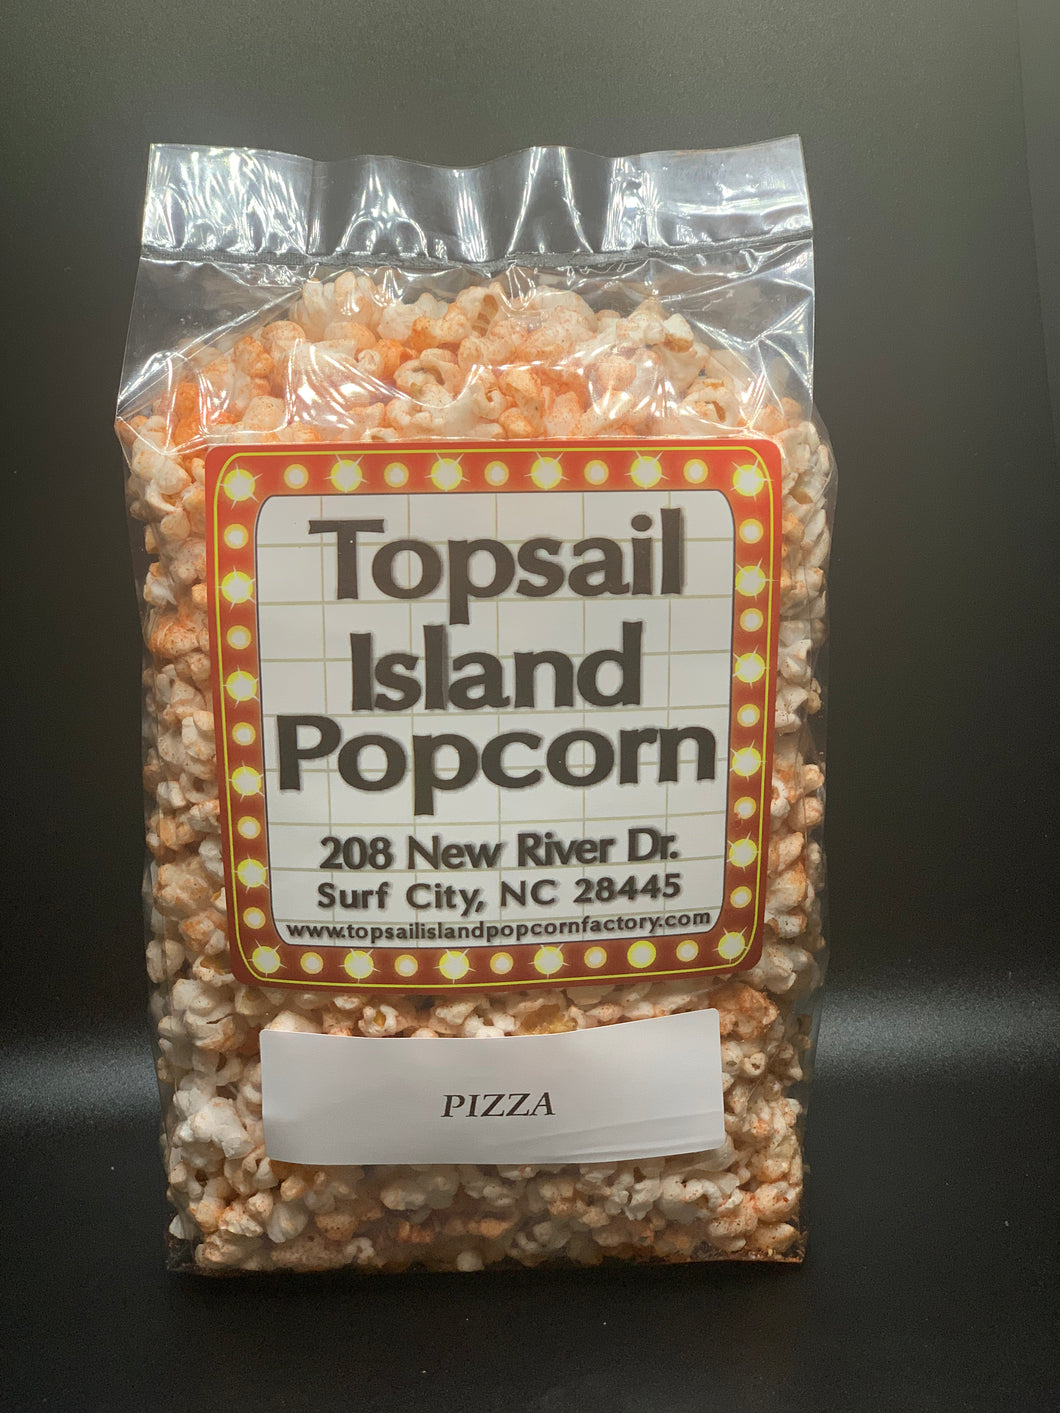 Topsail
Island
Popcorn
208 New River Dr.
Surf City, NC 28445
www.topsailislandpopcornfactory.com
PIZZA